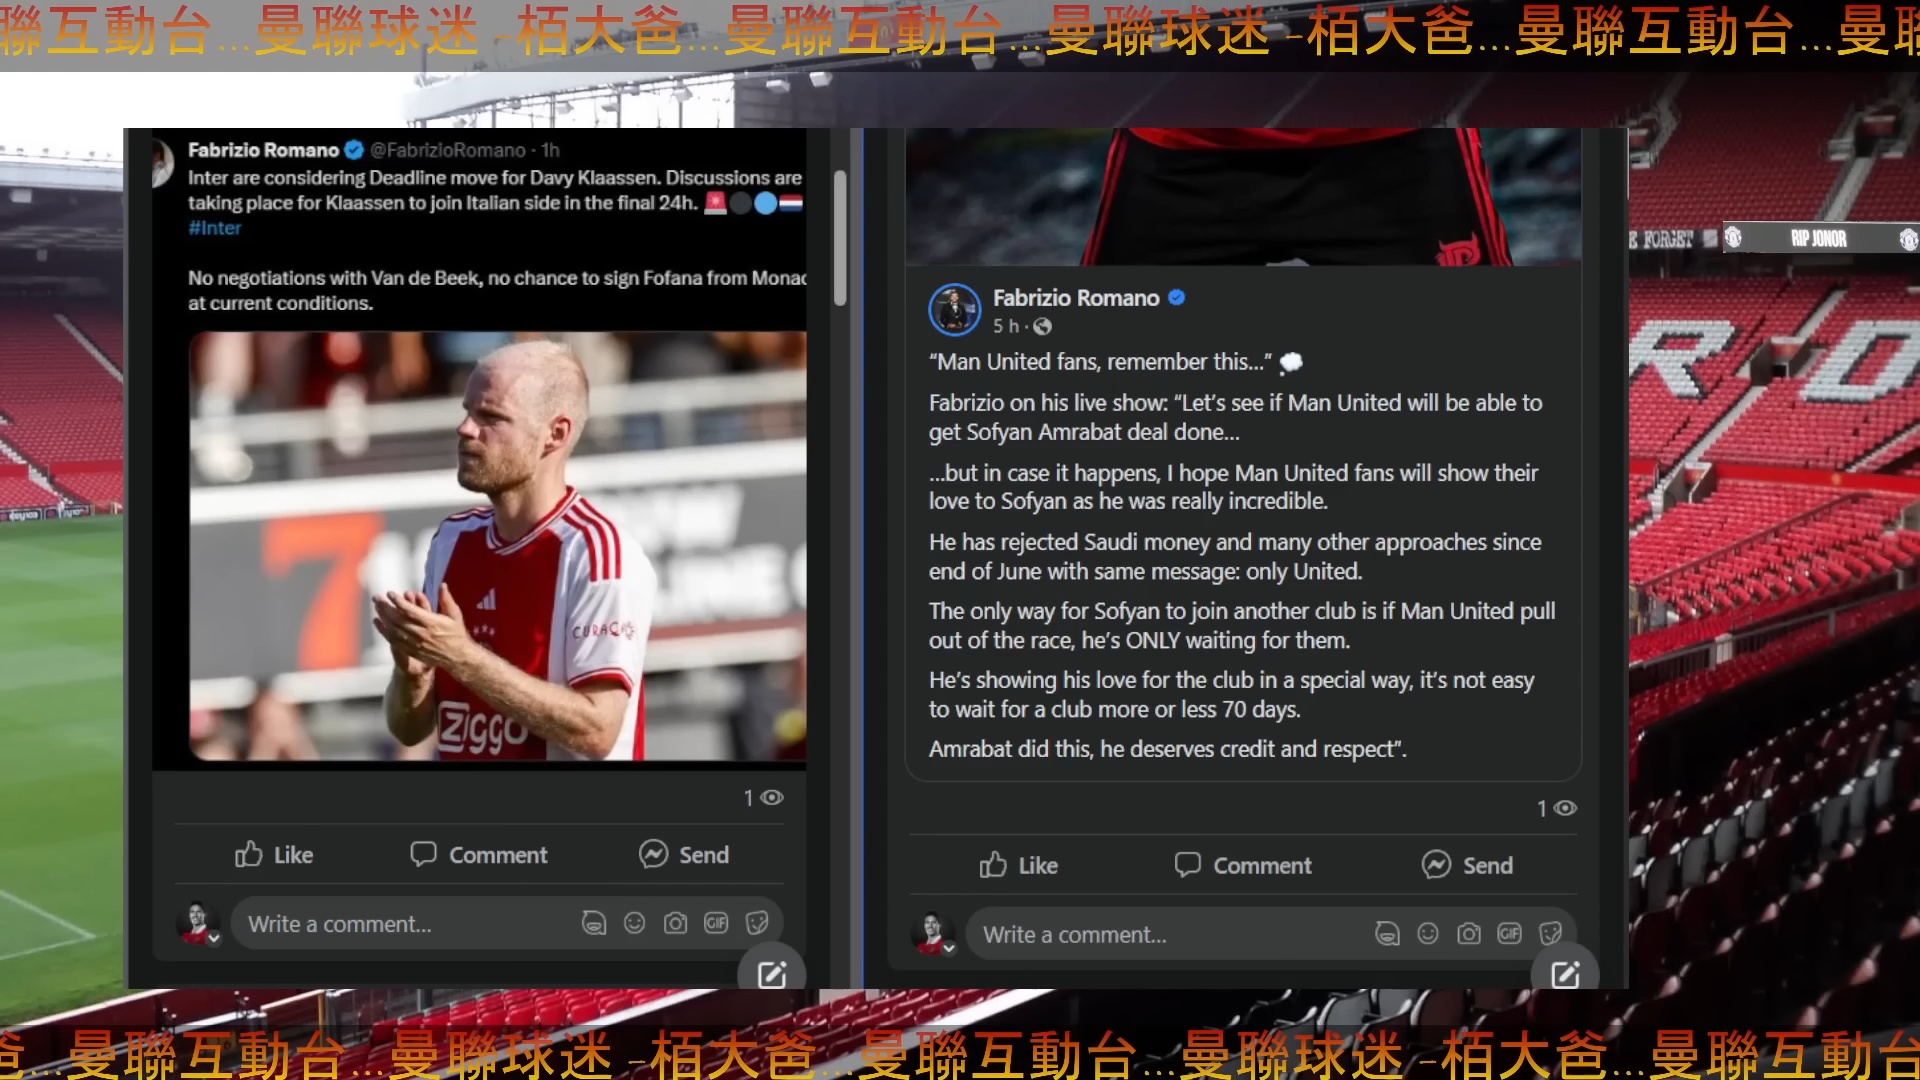 聯互動台...曼聯球迷 -栢大爸...曼聯互動台...曼聯球迷 -栢大爸...曼聯互動台...曼聯
Fabrizio Romano @FabrizioRomano · 1h
Inter are considering Deadline move for Davy Klaassen. Discussions are
taking place for Klaassen to join Italian side in the final 24h. 🚨⚫🔵🇳🇱
#Inter
No negotiations with Van de Beek, no chance to sign Fofana from Monac
at current conditions.
7
CURAÇAO
ziggo
1
Like Comment Send
Write a comment...
GIF
Fabrizio Romano
5 h ·
“Man United fans, remember this...” 💭
Fabrizio on his live show: “Let’s see if Man United will be able to
get Sofyan Amrabat deal done...
...but in case it happens, I hope Man United fans will show their
love to Sofyan as he was really incredible.
He has rejected Saudi money and many other approaches since
end of June with same message: only United.
The only way for Sofyan to join another club is if Man United pull
out of the race, he’s ONLY waiting for them.
He’s showing his love for the club in a special way, it’s not easy
to wait for a club more or less 70 days.
Amrabat did this, he deserves credit and respect”.
1
Like Comment Send
Write a comment...
GIF
FORGET
RIP JONOR
R D
爸...曼聯互動台...曼聯球迷 -栢大爸...曼聯互動台...曼聯球迷 -栢大爸...曼聯互動台